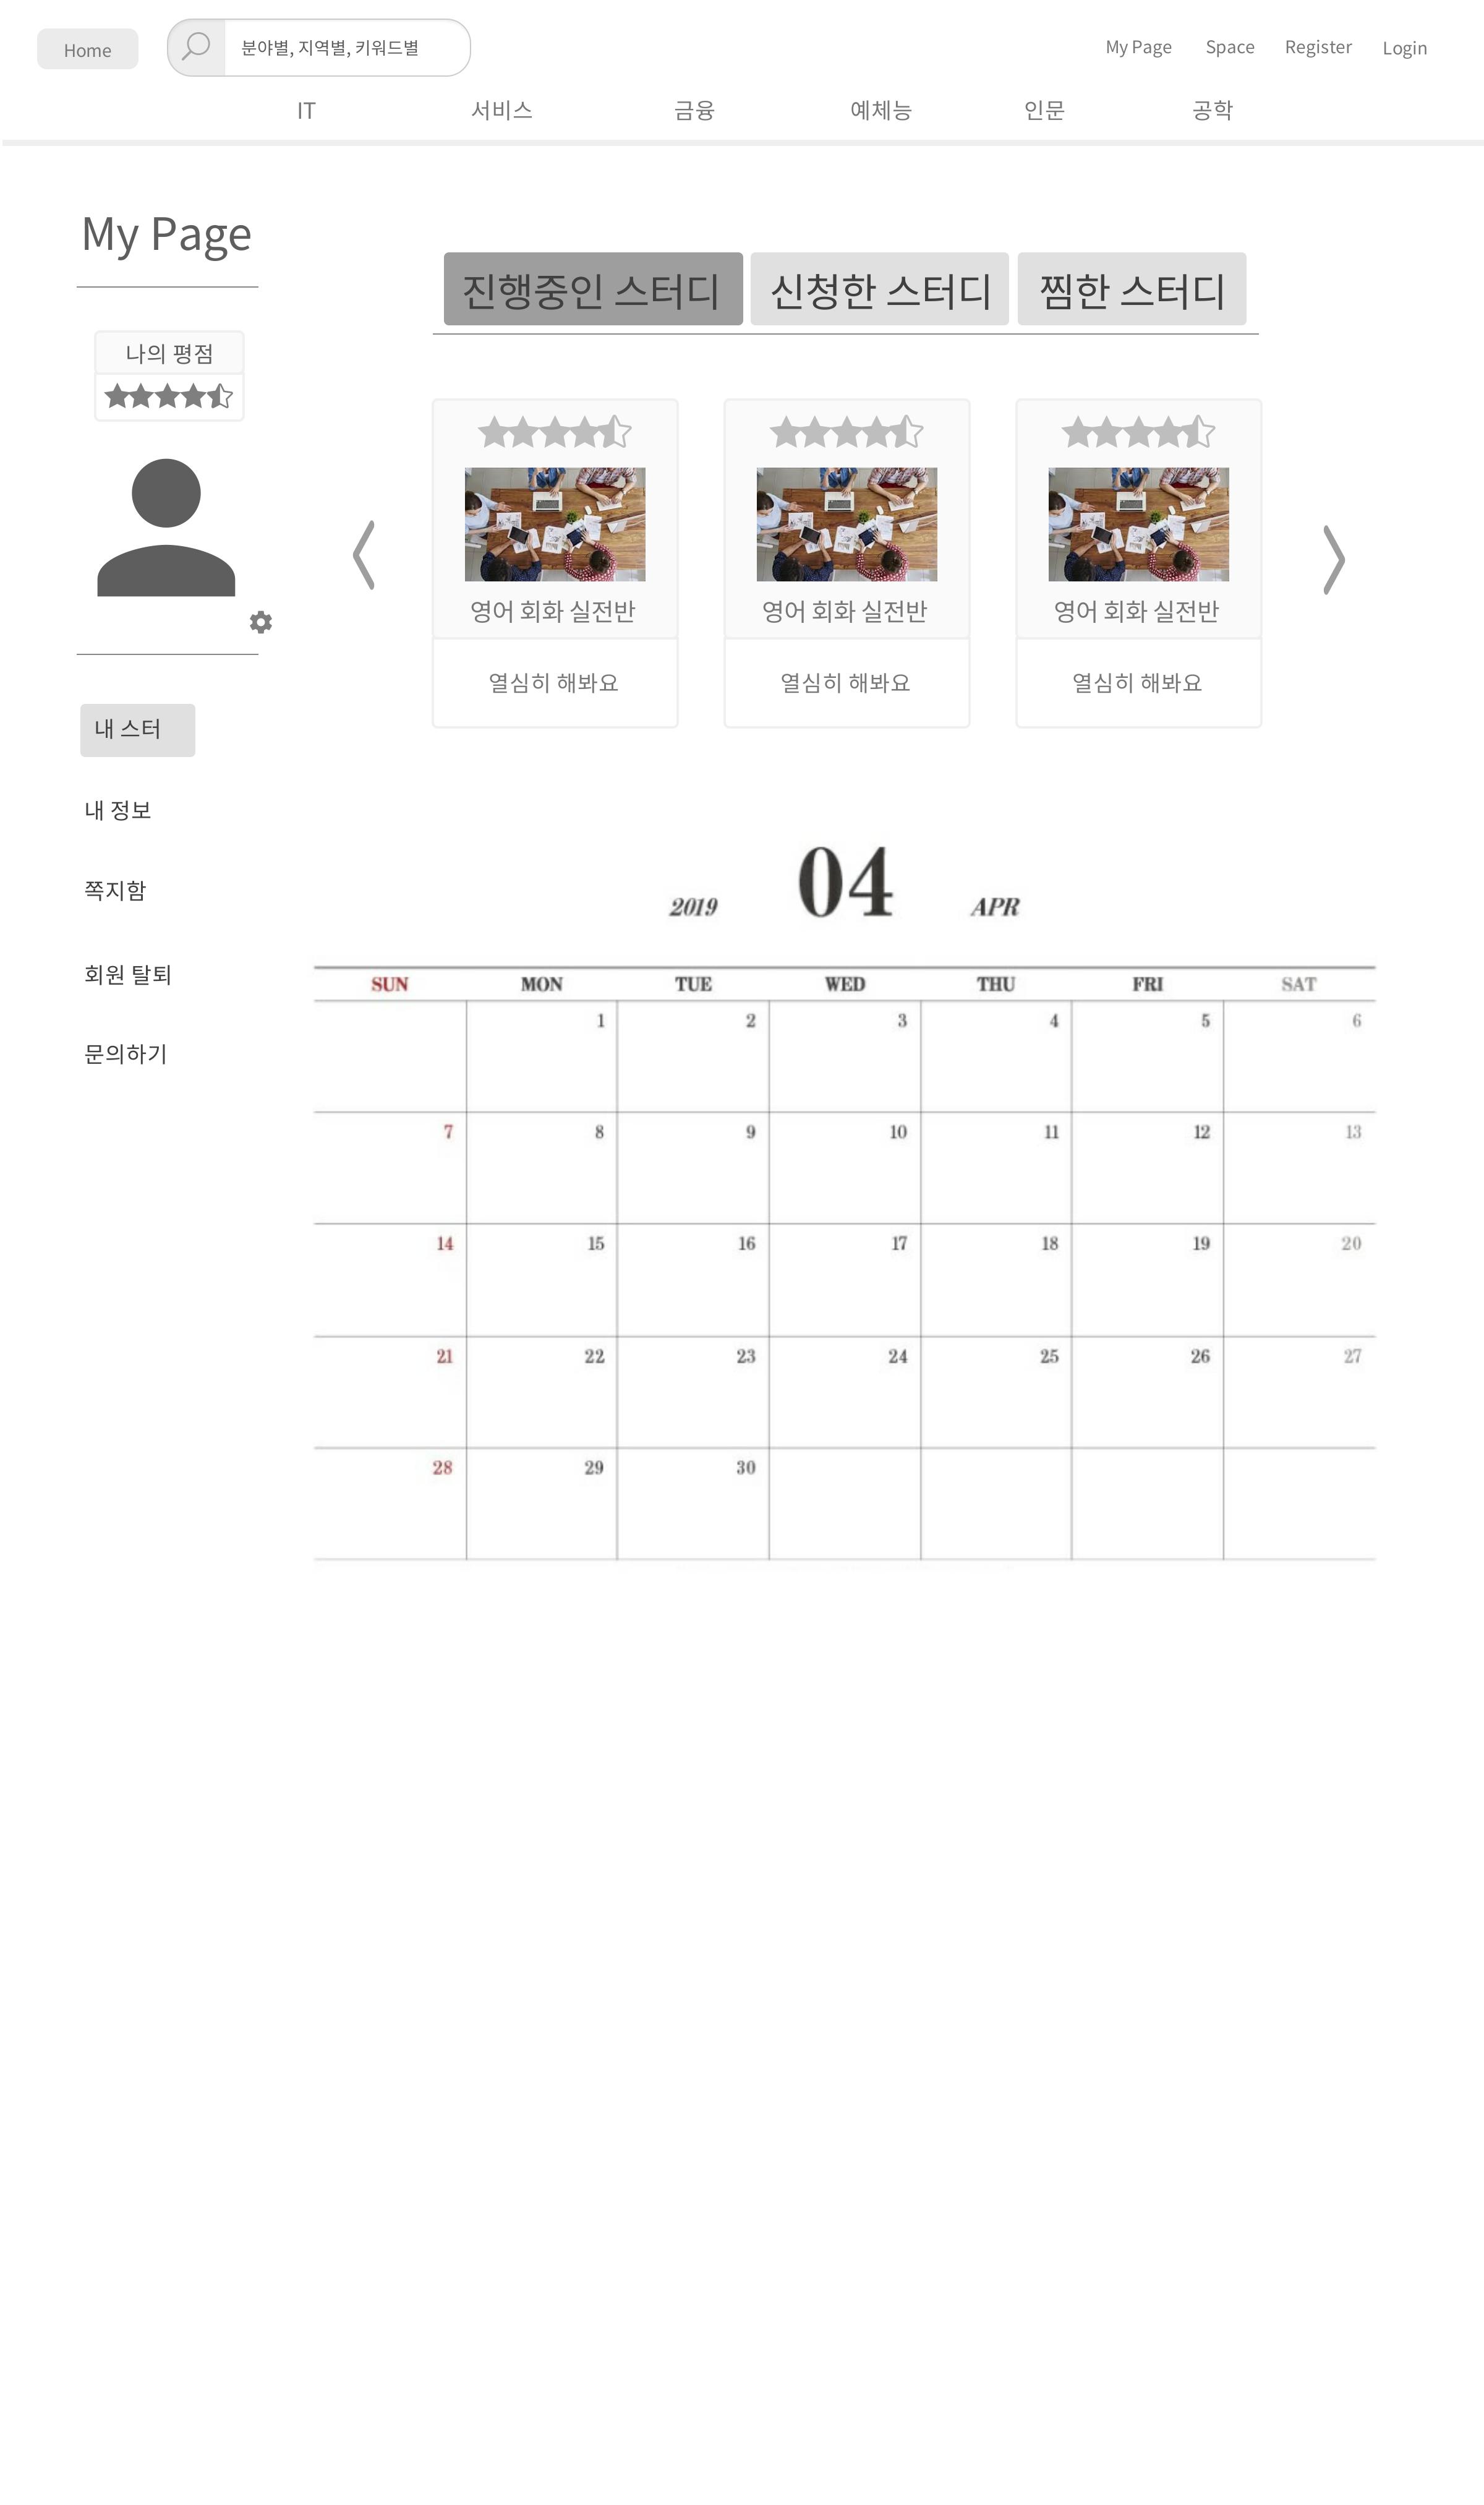 Home
분야별, 지역별, 키워드별
My Page Space Register Login
IT 서비스 금융 예체능 인문 공학
My Page
나의 평점
내 스터
내 정보
쪽지함
회원 탈퇴
문의하기
진행중인 스터디 신청한 스터디 찜한 스터디
영어 회화 실전반 영어 회화 실전반 영어 회화 실전반
열심히 해봐요 열심히 해봐요 열심히 해봐요
2019 04 APR
SUN MON TUE WED THU FRI SAT
1 2 3 4 5 6
7 8 9 10 11 12 13
14 15 16 17 18 19 20
21 22 23 24 25 26 27
28 29 30